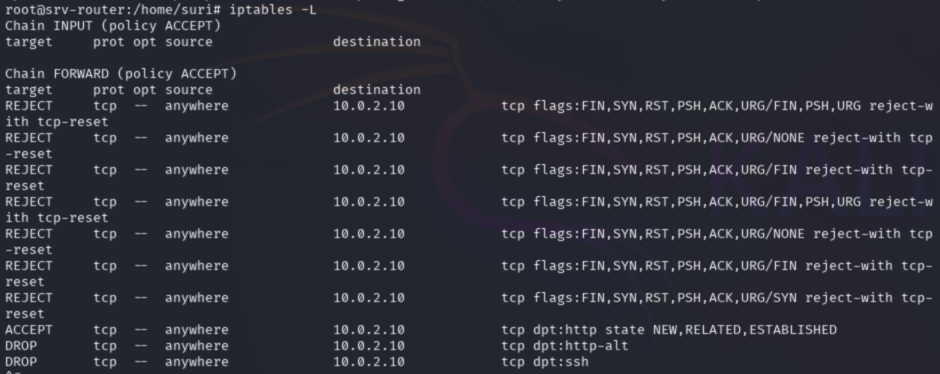 root@srv-router:/home/suri# iptables -L
Chain INPUT (policy ACCEPT)
target     prot opt source               destination

Chain FORWARD (policy ACCEPT)
target     prot opt source               destination
REJECT     tcp  --  anywhere             10.0.2.10            tcp flags:FIN,SYN,RST,PSH,ACK,URG/FIN,PSH,URG reject-w
ith tcp-reset
REJECT     tcp  --  anywhere             10.0.2.10            tcp flags:FIN,SYN,RST,PSH,ACK,URG/NONE reject-with tcp
-reset
REJECT     tcp  --  anywhere             10.0.2.10            tcp flags:FIN,SYN,RST,PSH,ACK,URG/FIN reject-with tcp-
reset
REJECT     tcp  --  anywhere             10.0.2.10            tcp flags:FIN,SYN,RST,PSH,ACK,URG/FIN,PSH,URG reject-w
ith tcp-reset
REJECT     tcp  --  anywhere             10.0.2.10            tcp flags:FIN,SYN,RST,PSH,ACK,URG/NONE reject-with tcp
-reset
REJECT     tcp  --  anywhere             10.0.2.10            tcp flags:FIN,SYN,RST,PSH,ACK,URG/FIN reject-with tcp-
reset
REJECT     tcp  --  anywhere             10.0.2.10            tcp flags:FIN,SYN,RST,PSH,ACK,URG/SYN reject-with tcp-
reset
ACCEPT     tcp  --  anywhere             10.0.2.10            tcp dpt:http state NEW,RELATED,ESTABLISHED
DROP       tcp  --  anywhere             10.0.2.10            tcp dpt:http-alt
DROP       tcp  --  anywhere             10.0.2.10            tcp dpt:ssh
KALI